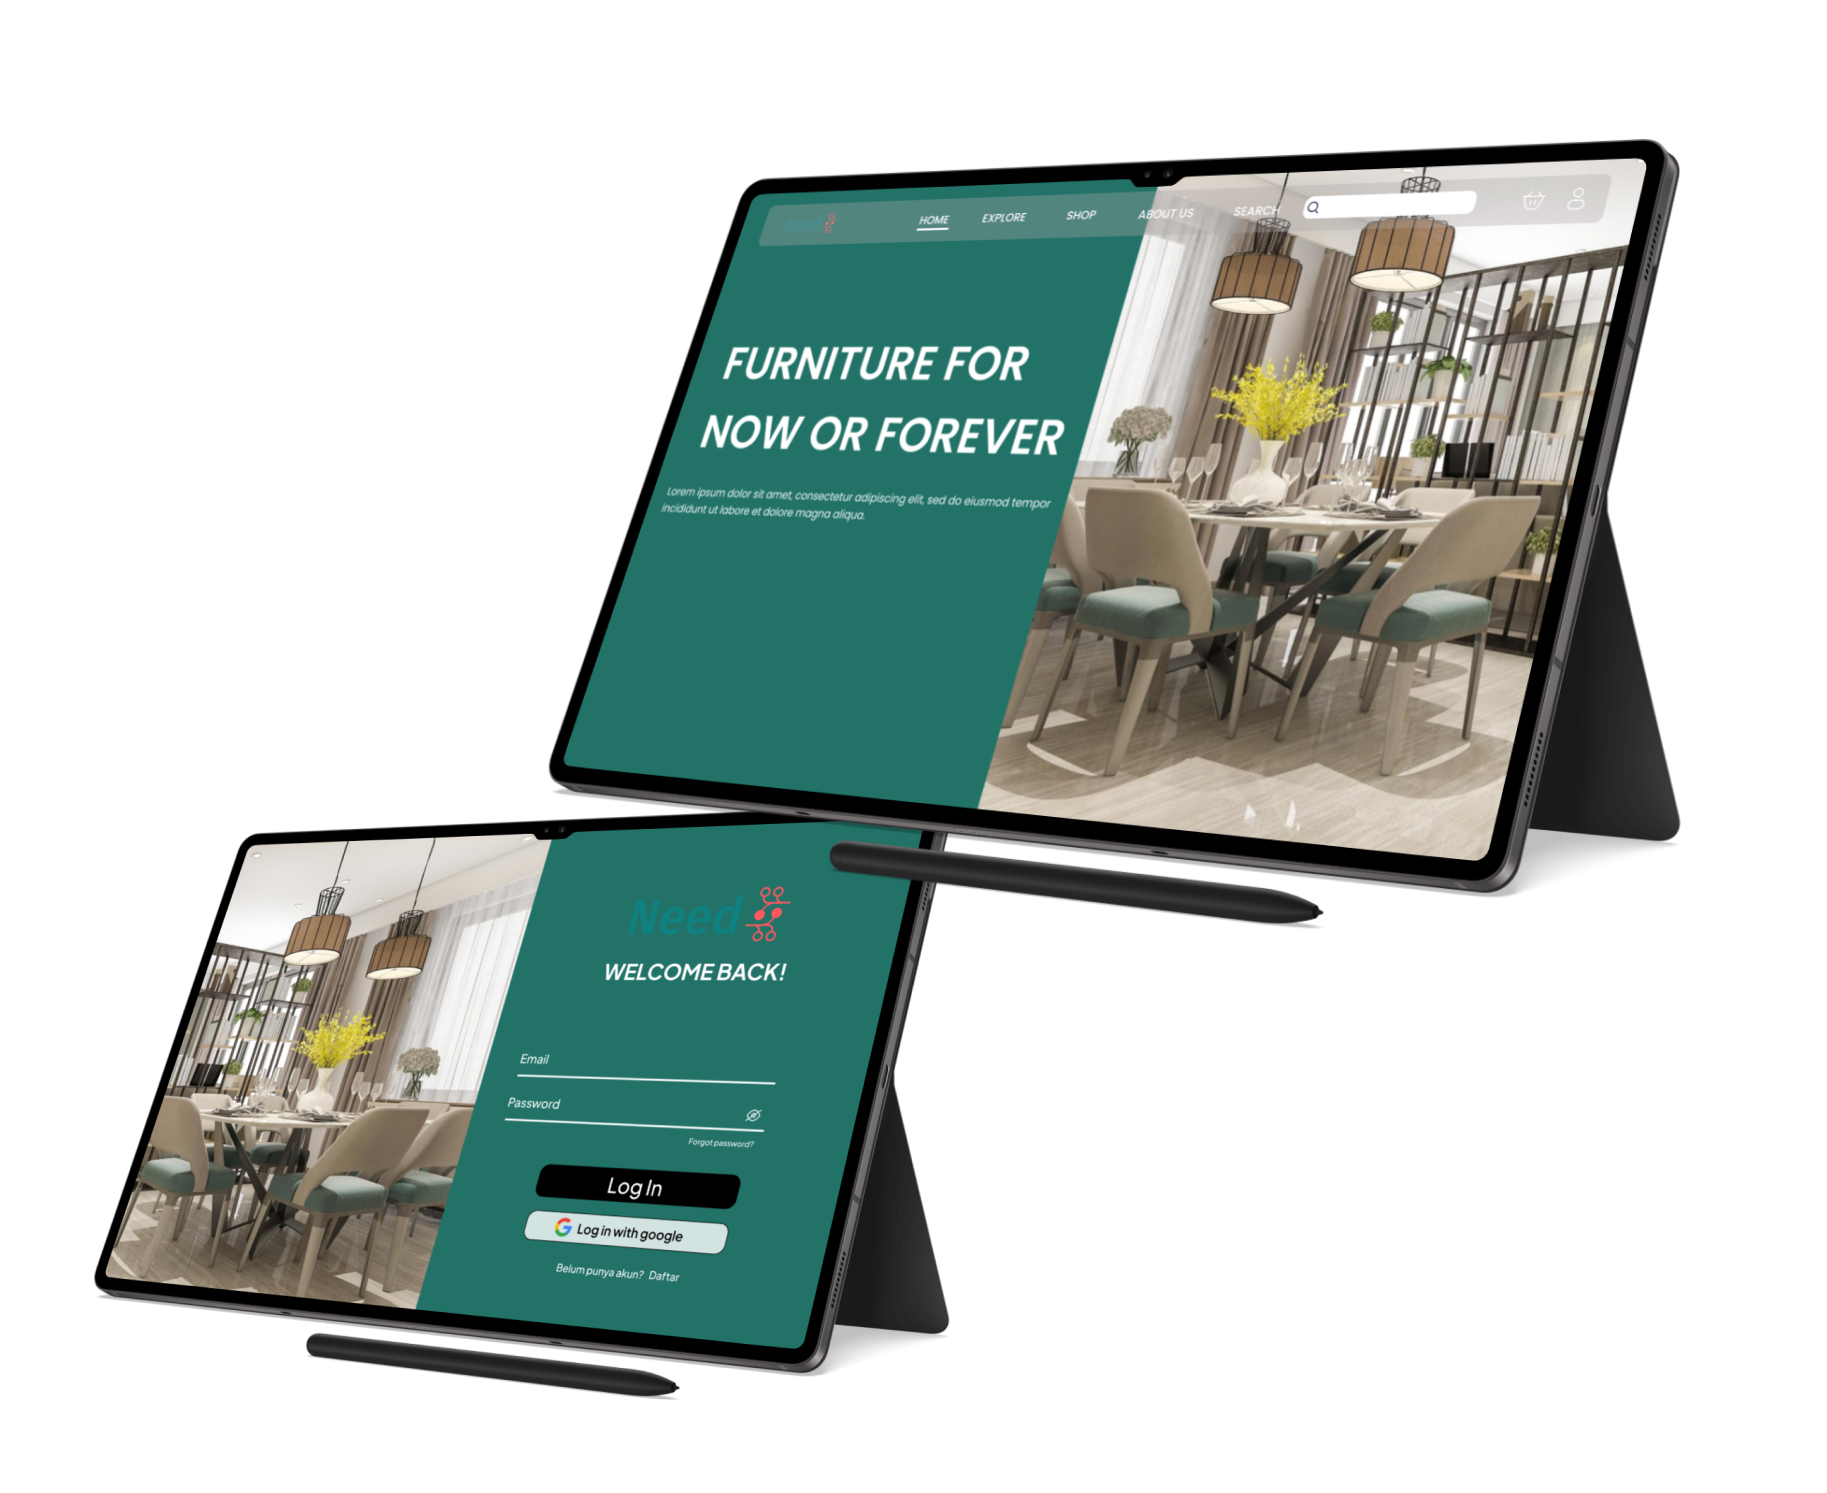 Need
HOME EXPLORE SHOP ABOUT US SEARCH
FURNITURE FOR
NOW OR FOREVER
Lorem ipsum dolor sit amet, consectetur adipiscing elit, sed do eiusmod tempor
incididunt ut labore et dolore magna aliqua.
Need
WELCOME BACK!
Email
Password
Forgot password?
Log In
Log in with google
Belum punya akun? Daftar